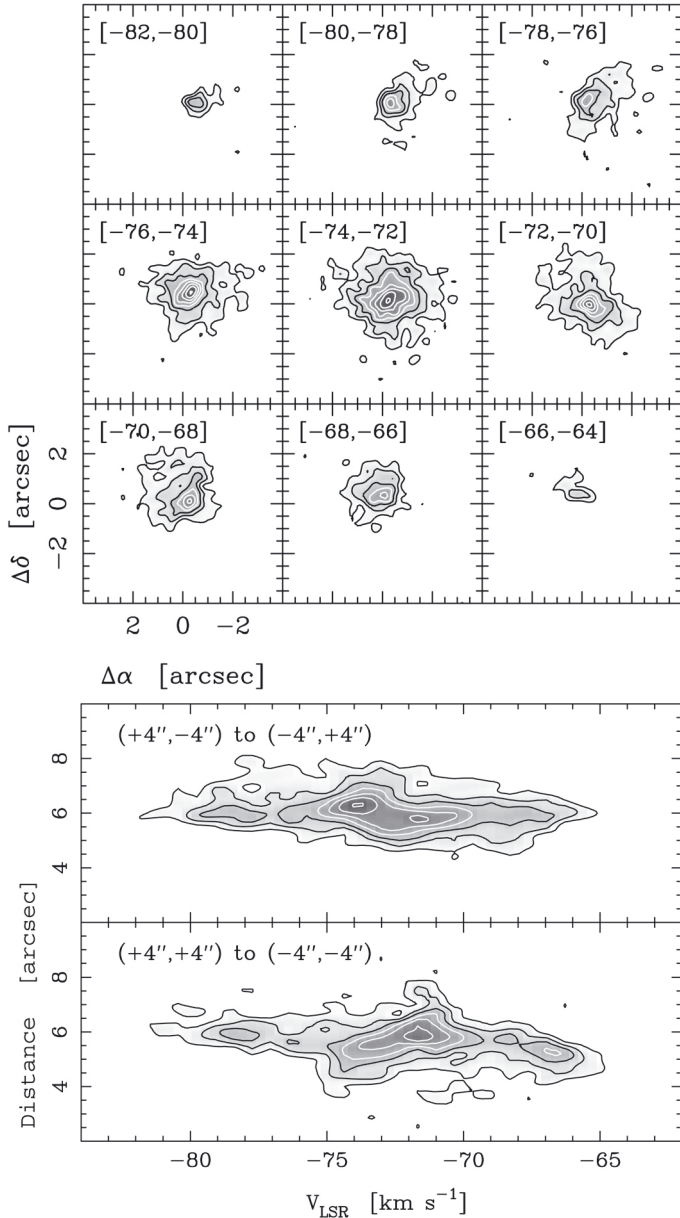 [−82,−80] [−80,−78] [−78,−76]
[−76,−74] [−74,−72] [−72,−70]
[−70,−68] [−68,−66] [−66,−64]
2
0
−2
Δδ [arcsec]
2 0 −2
Δα [arcsec]
(+4″,−4″) to (−4″,+4″)
8
6
4
(+4″,+4″) to (−4″,−4″)
8
6
4
Distance [arcsec]
−80 −75 −70 −65
V_LSR [km s⁻¹]